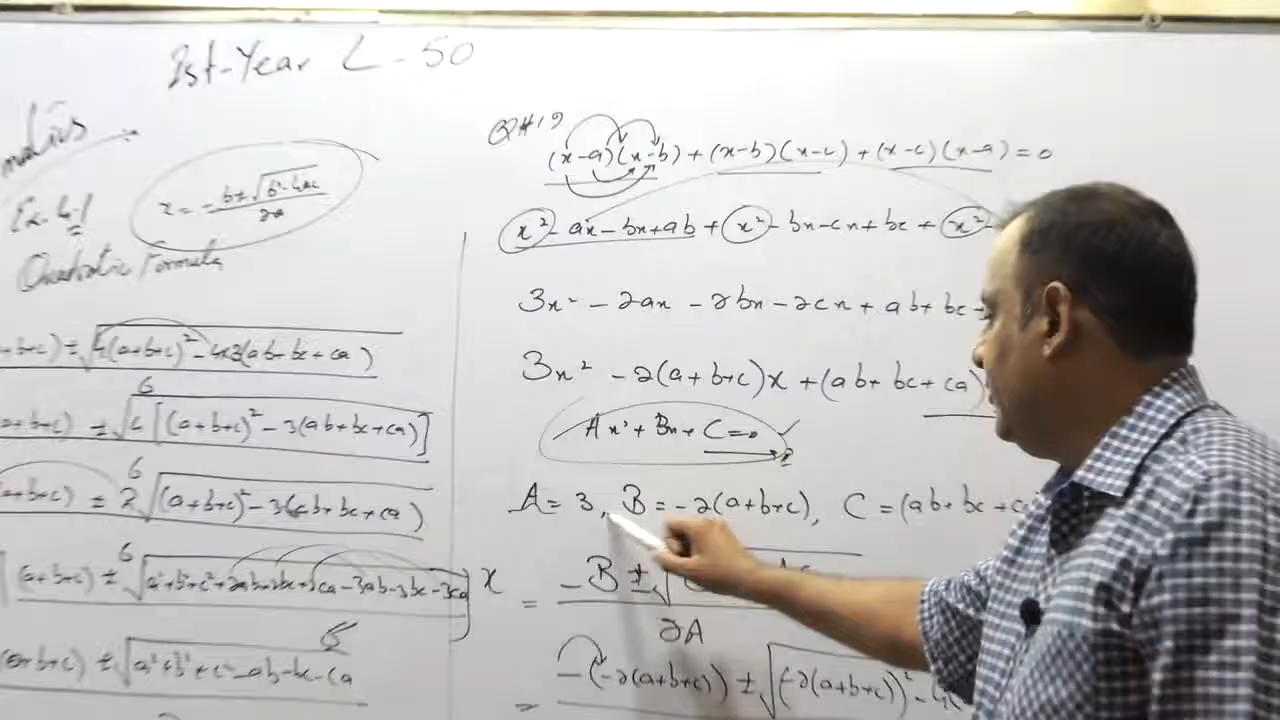 1st-Year L-50
Ex-4.1
x = -b±√b²-4ac / 2a
Quadratic Formula
+b+c) ± √4(a+b+c)² - 4x3(ab+bc+ca)
6
a+b+c) ± √4[(a+b+c)² - 3(ab+bc+ca)]
6
a+b+c) ± 2√(a+b+c)² - 3(ab+bc+ca)
6
(a+b+c) ± √a²+b²+c²+2ab+2bc+2ca-3ab-3bc-3ca
6
(a+b+c) ± √a²+b²+c²-ab-bc-ca
Q#19
(x-a)(x-b)+(x-b)(x-c)+(x-c)(x-a)=0
x²-ax-bx+ab+x²-bx-cx+bc+x²
3x²-2ax-2bx-2cx+ab+bc
3x²-2(a+b+c)x+(ab+bc+ca)
Ax²+Bx+C=0
A=3, B=-2(a+b+c), C=(ab+bc+c
x = -B±√
2A
= -(-2(a+b+c)) ± √(-2(a+b+c))²-4(